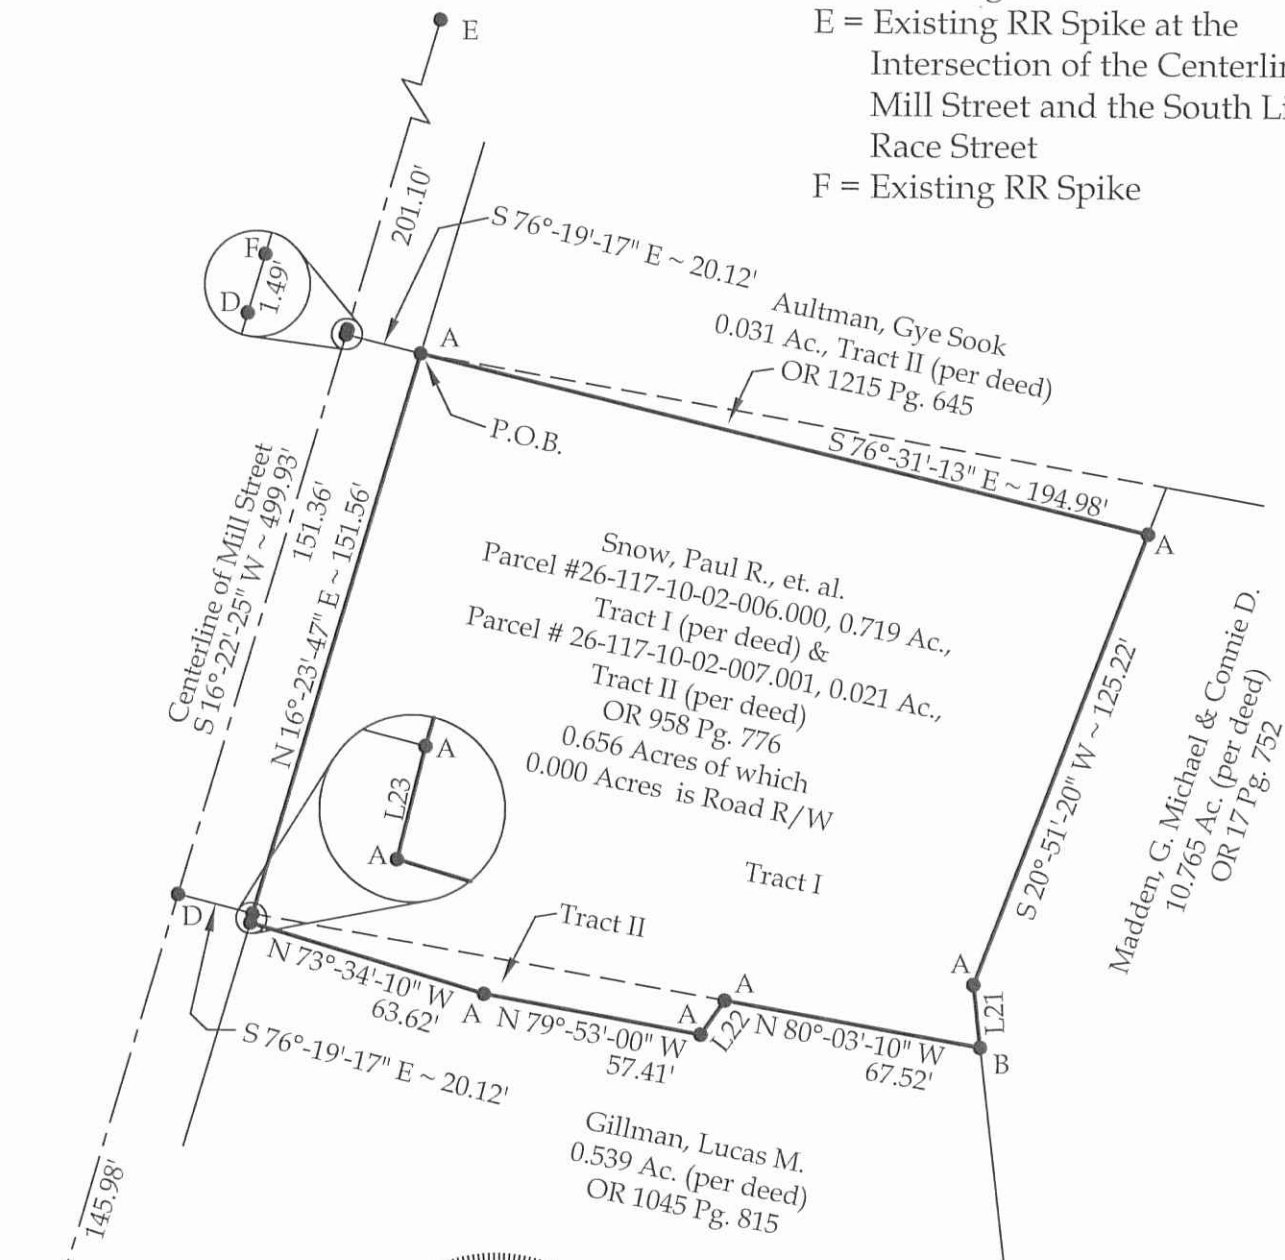 E = Existing RR Spike at the
Intersection of the
Mill Street and the South
Race Street
F = Existing RR Spike
E
201.10'
S 76°-19'-17" E ~ 20.12'
F
D
1.49'
A
Aultman, Gye Sook
0.031 Ac., Tract II (per deed)
OR 1215 Pg. 645
P.O.B.
S 76°-31'-13" E ~ 194.98'
A
Centerline of Mill Street
S 16°-22'-25" W ~ 499.93'
151.36'
N 16°-23'-47" E ~ 151.56'
Snow, Paul R., et. al.
Parcel #26-117-10-02-006.000, 0.719 Ac.,
Tract I (per deed) &
Parcel # 26-117-10-02-007.001, 0.021 Ac.,
Tract II (per deed)
OR 958 Pg. 776
0.656 Acres of which
0.000 Acres is Road R/W
S 20°-51'-20" W ~ 125.22'
Madden, G. Michael & Connie D.
10.765 Ac. (per deed)
OR 17 Pg. 752
A
L23
A
Tract I
D
Tract II
N 73°-34'-10" W
63.62'
A
N 79°-53'-00" W
57.41'
A
L22
A
N 80°-03'-10" W
67.52'
A
L21
B
S 76°-19'-17" E ~ 20.12'
Gillman, Lucas M.
0.539 Ac. (per deed)
OR 1045 Pg. 815
145.98'